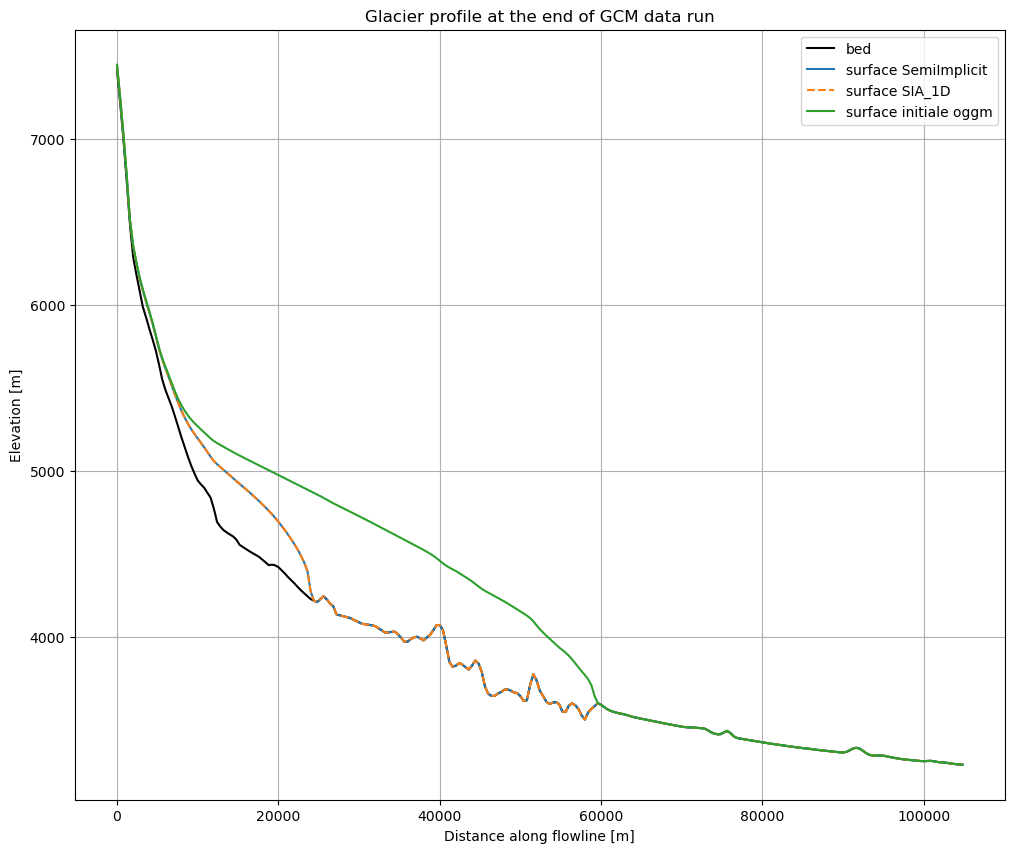 Glacier profile at the end of GCM data run
bed
surface SemiImplicit
surface SIA_1D
surface initiale oggm
7000
6000
5000
4000
Elevation [m]
0
20000
40000
60000
80000
100000
Distance along flowline [m]